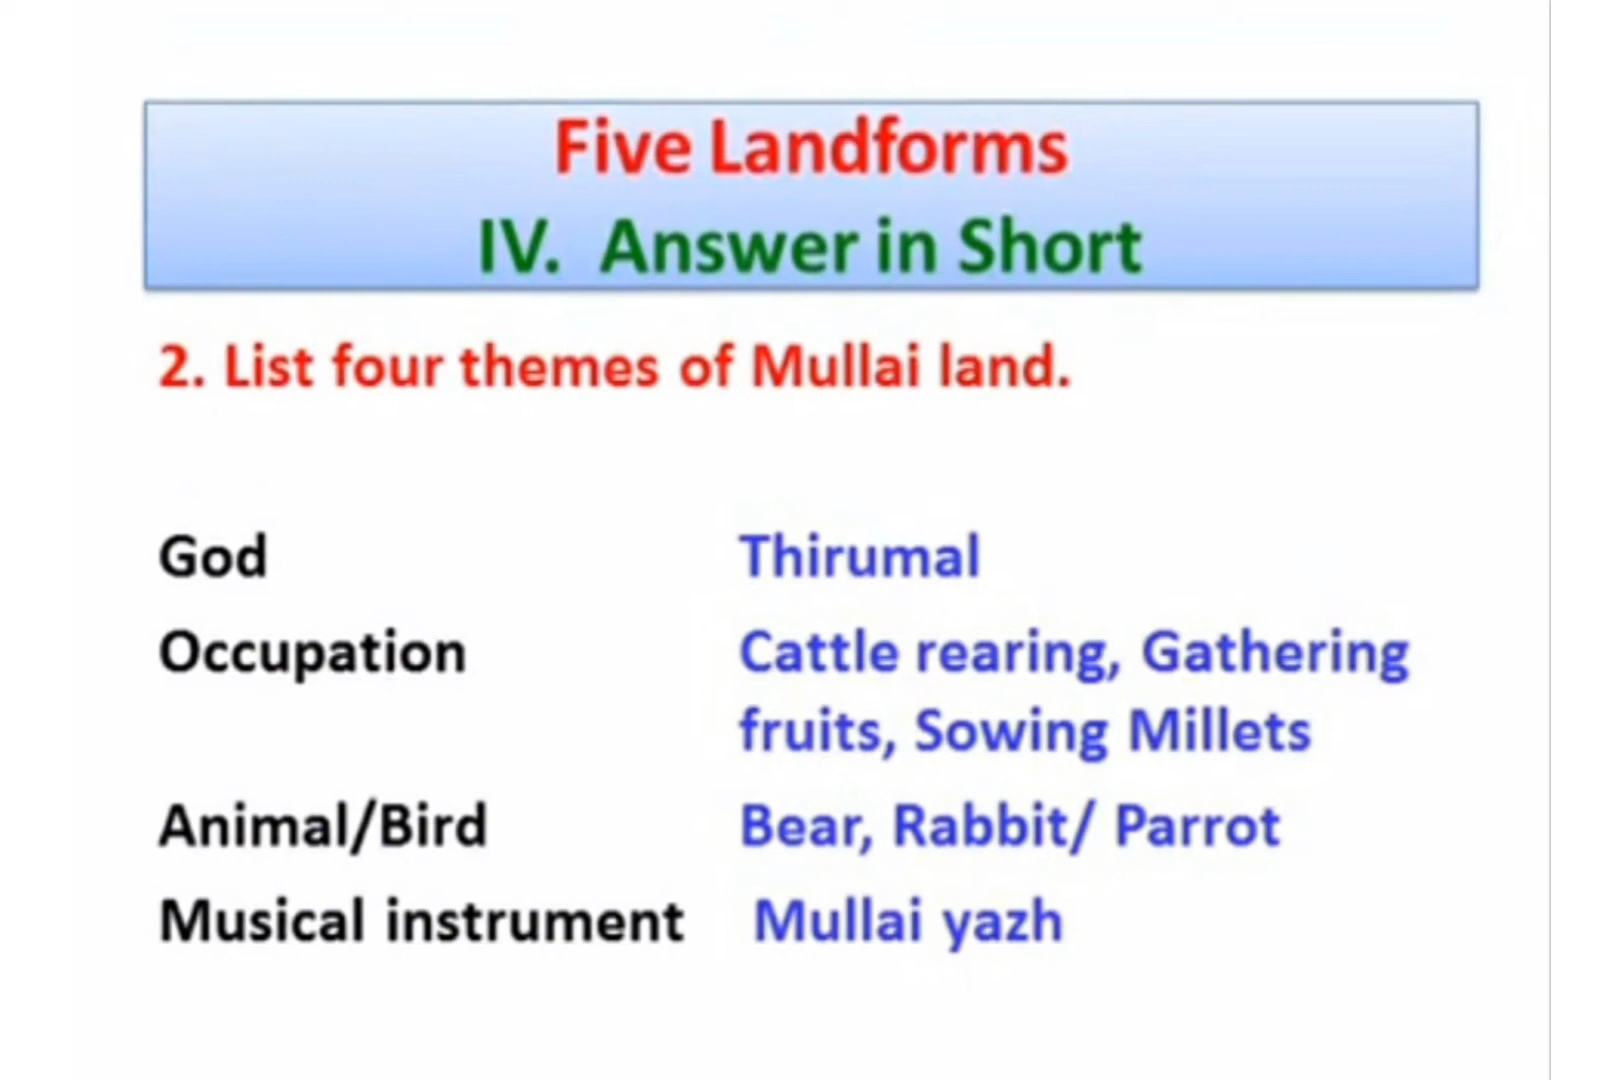 Five Landforms
IV. Answer in Short
2. List four themes of Mullai land.
God Thirumal
Occupation Cattle rearing, Gathering
fruits, Sowing Millets
Animal/Bird Bear, Rabbit/ Parrot
Musical instrument Mullai yazh